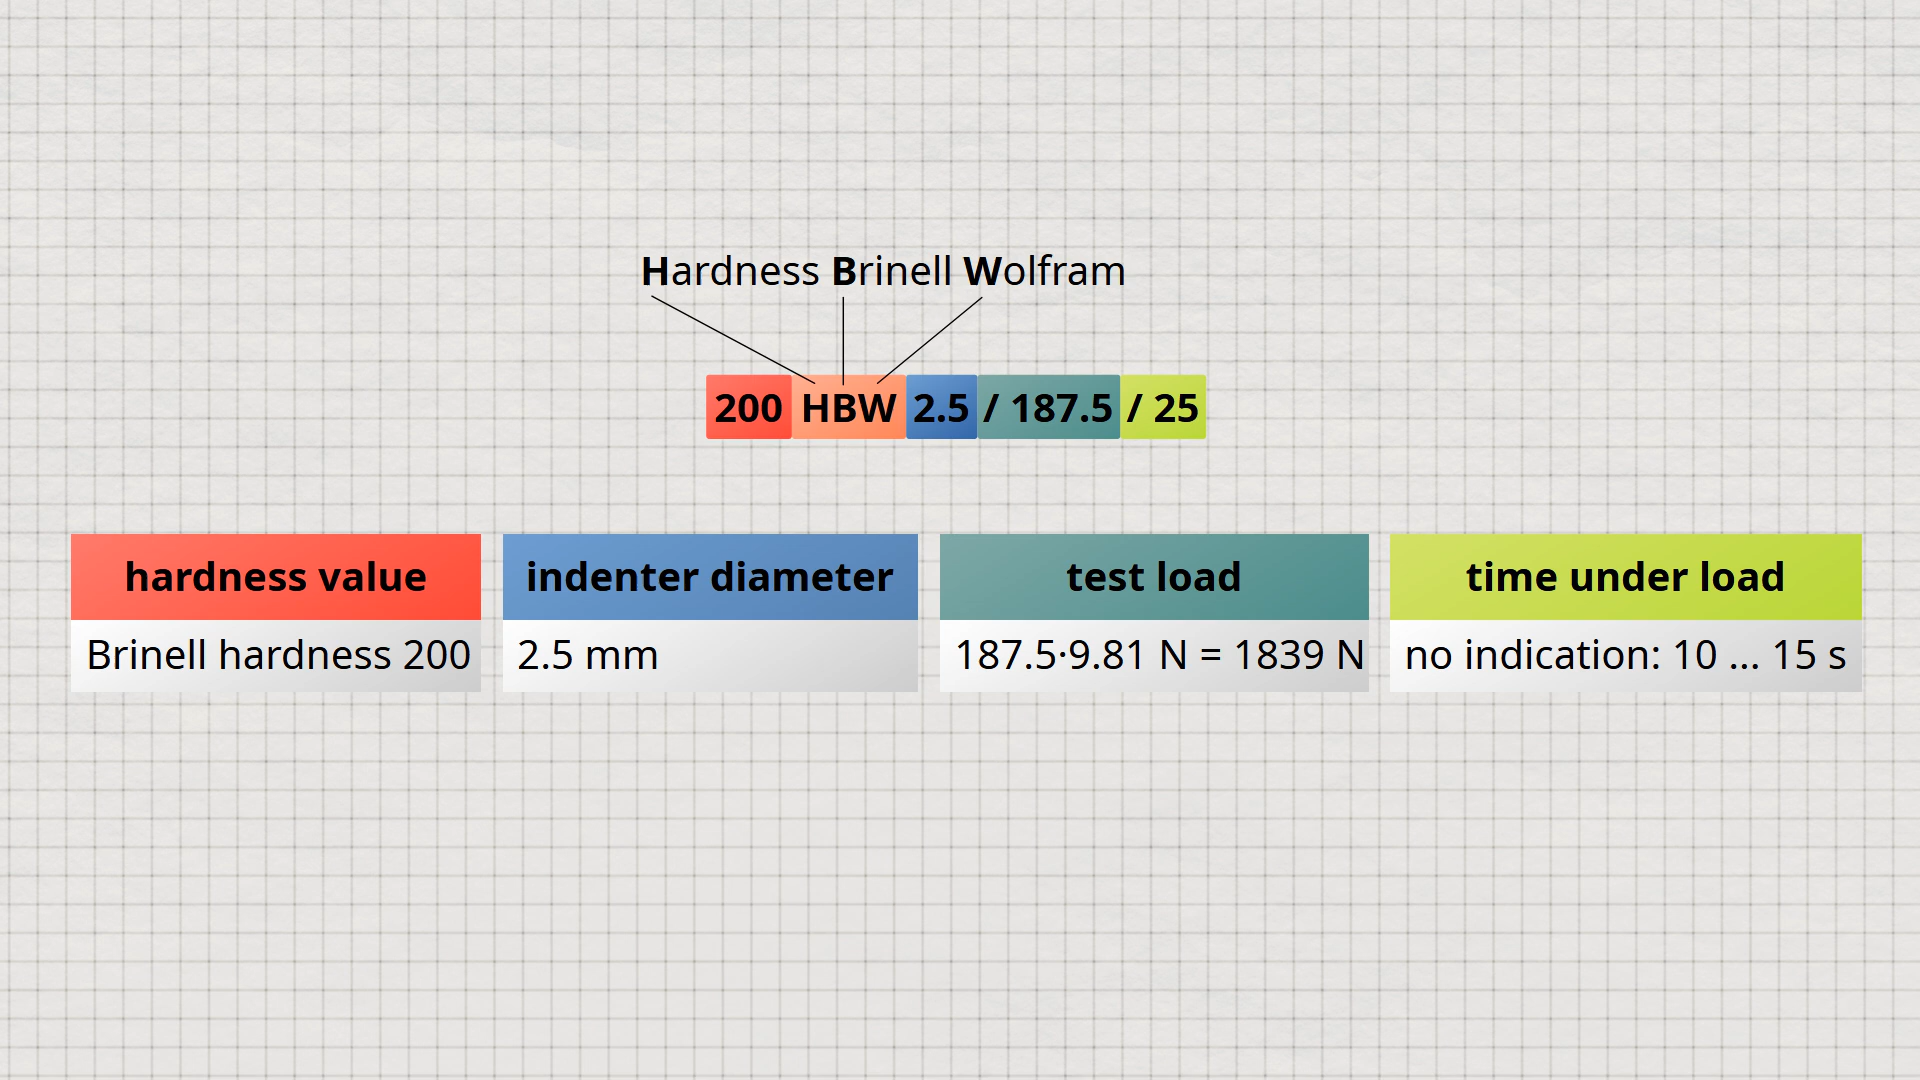 Hardness Brinell Wolfram
200 HBW 2.5 / 187.5 / 25
hardness value
Brinell hardness 200
indenter diameter
2.5 mm
test load
187.5·9.81 N = 1839 N
time under load
no indication: 10 ... 15 s